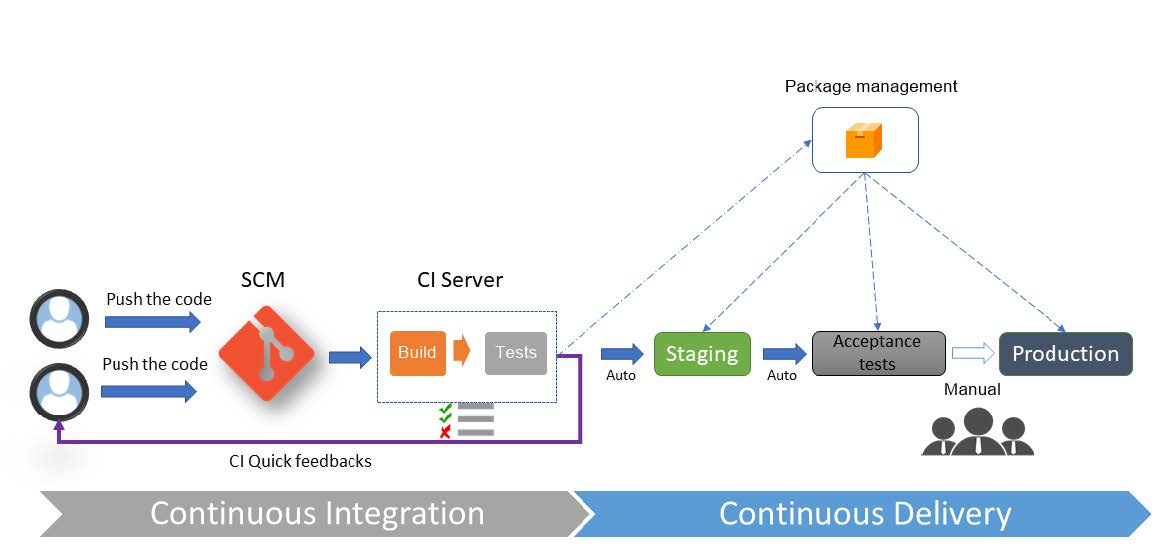 Package management
SCM
CI Server
Push the code
Push the code
Build
Tests
Auto
Staging
Auto
Acceptance
tests
Production
Manual
CI Quick feedbacks
Continuous Integration
Continuous Delivery